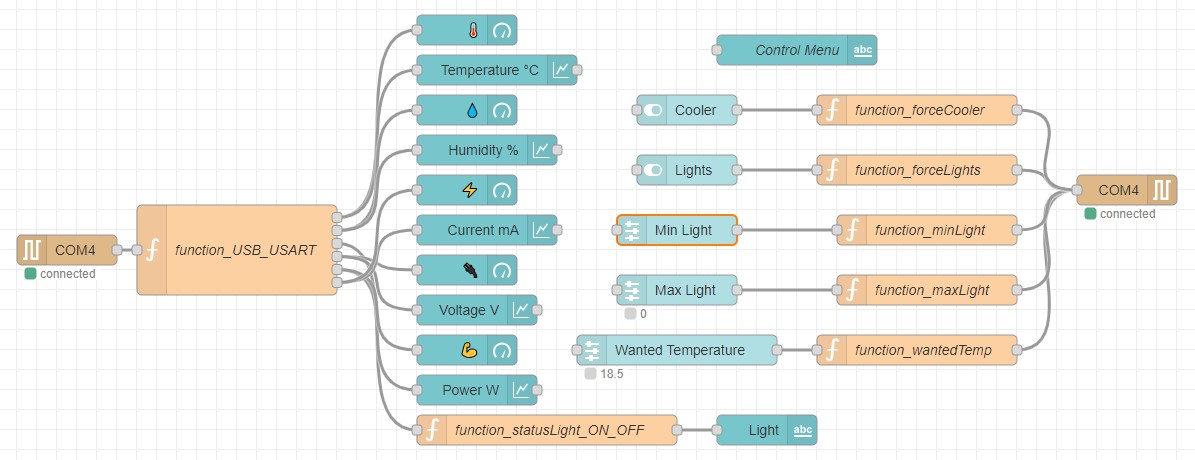 COM4
connected
function_USB_USART
Temperature °C
Humidity %
Current mA
Voltage V
Power W
function_statusLight_ON_OFF
Light abc
Control Menu abc
Cooler
function_forceCooler
Lights
function_forceLights
Min Light
function_minLight
Max Light
0
function_maxLight
Wanted Temperature
18.5
function_wantedTemp
COM4
connected